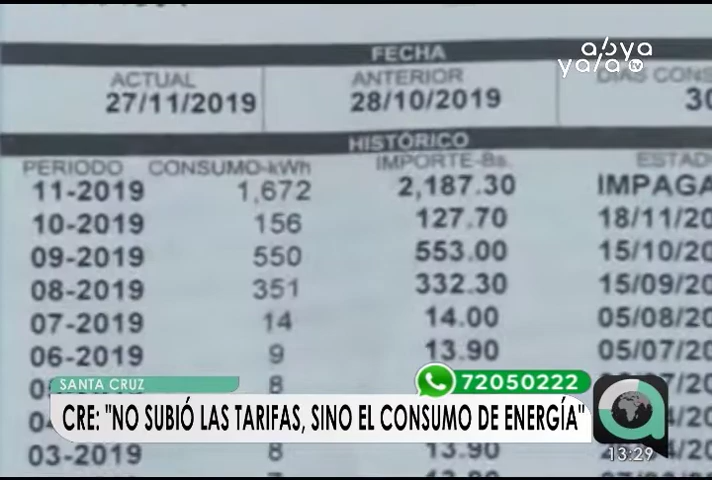 abya
yala tv
FECHA
ACTUAL ANTERIOR DIAS CONS
27/11/2019 28/10/2019 30
HISTÓRICO
PERIODO CONSUMO-kWh IMPORTE-Bs. ESTAD
11-2019 1,672 2,187.30 IMPAGA
10-2019 156 127.70 18/11/20
09-2019 550 553.00 15/10/20
08-2019 351 332.30 15/09/20
07-2019 14 14.00 05/08/20
06-2019 9 13.90 05/07/20
8
SANTA CRUZ
72050222
CRE: "NO SUBIÓ LAS TARIFAS, SINO EL CONSUMO DE ENERGÍA"
03-2019 8 13.90
13:29